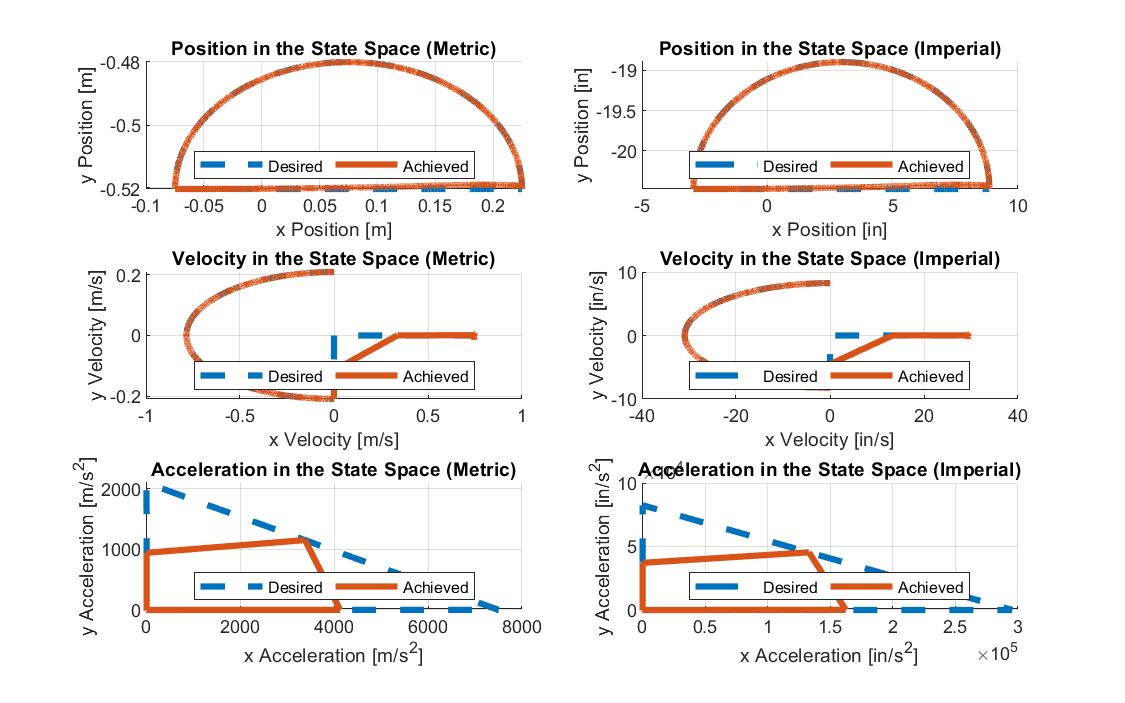 Position in the State Space (Metric)
-0.48
-0.5
-0.52
y Position [m]
Desired Achieved
-0.1 -0.05 0 0.05 0.1 0.15 0.2
x Position [m]
Position in the State Space (Imperial)
-19
-19.5
-20
y Position [in]
Desired Achieved
-5 0 5 10
x Position [in]
Velocity in the State Space (Metric)
0.2
0
-0.2
y Velocity [m/s]
Desired Achieved
-1 -0.5 0 0.5 1
x Velocity [m/s]
Velocity in the State Space (Imperial)
10
0
-10
y Velocity [in/s]
Desired Achieved
-40 -20 0 20 40
x Velocity [in/s]
Acceleration in the State Space (Metric)
2000
1000
0
y Acceleration [m/s²]
Desired Achieved
0 2000 4000 6000 8000
x Acceleration [m/s²]
Acceleration in the State Space (Imperial)
10
5
0
y Acceleration [in/s²]
Desired Achieved
0 0.5 1 1.5 2 2.5 3
x Acceleration [in/s²]
×10⁵